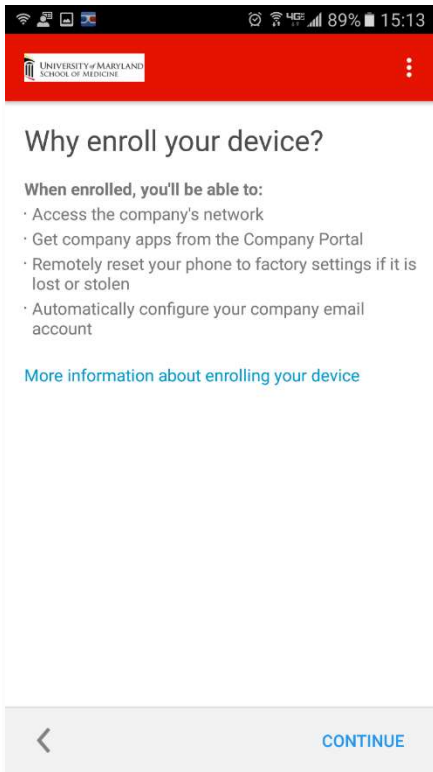 4GE 89% 15:13
UNIVERSITY of MARYLAND
SCHOOL OF MEDICINE
Why enroll your device?
When enrolled, you'll be able to:
· Access the company's network
· Get company apps from the Company Portal
· Remotely reset your phone to factory settings if it is
lost or stolen
· Automatically configure your company email
account
More information about enrolling your device
CONTINUE